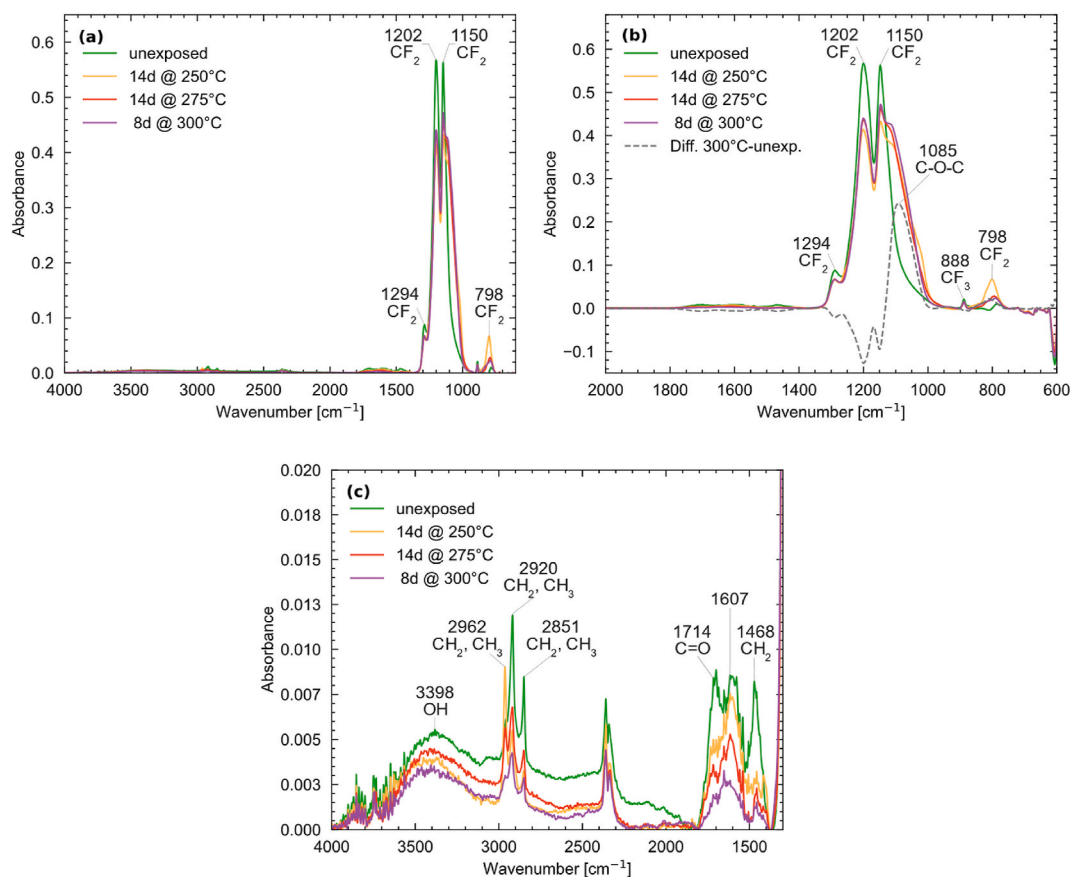 (a)
unexposed
14d @ 250°C
14d @ 275°C
8d @ 300°C
1202
CF2
1150
CF2
1294
CF2
798
CF2
Absorbance
0.6
0.5
0.4
0.3
0.2
0.1
0.0
4000 3500 3000 2500 2000 1500 1000
Wavenumber [cm−1]
(b)
unexposed
14d @ 250°C
14d @ 275°C
8d @ 300°C
Diff. 300°C-unexp.
1202
CF2
1150
CF2
1085
C-O-C
1294
CF2
888
CF3
798
CF2
Absorbance
0.6
0.5
0.4
0.3
0.2
0.1
0.0
−0.1
2000 1800 1600 1400 1200 1000 800 600
Wavenumber [cm−1]
(c)
unexposed
14d @ 250°C
14d @ 275°C
8d @ 300°C
2920
CH2, CH3
2962
CH2, CH3
2851
CH2, CH3
3398
OH
1714
C=O
1607
1468
CH2
Absorbance
0.020
0.018
0.015
0.013
0.010
0.007
0.005
0.003
0.000
4000 3500 3000 2500 2000 1500
Wavenumber [cm−1]